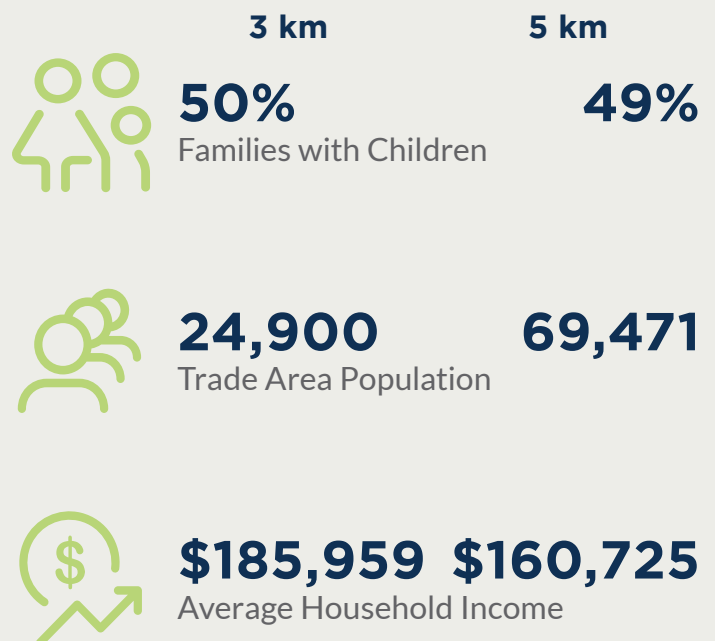 3 km 5 km
50% 49%
Families with Children
24,900 69,471
Trade Area Population
$
$185,959 $160,725
Average Household Income